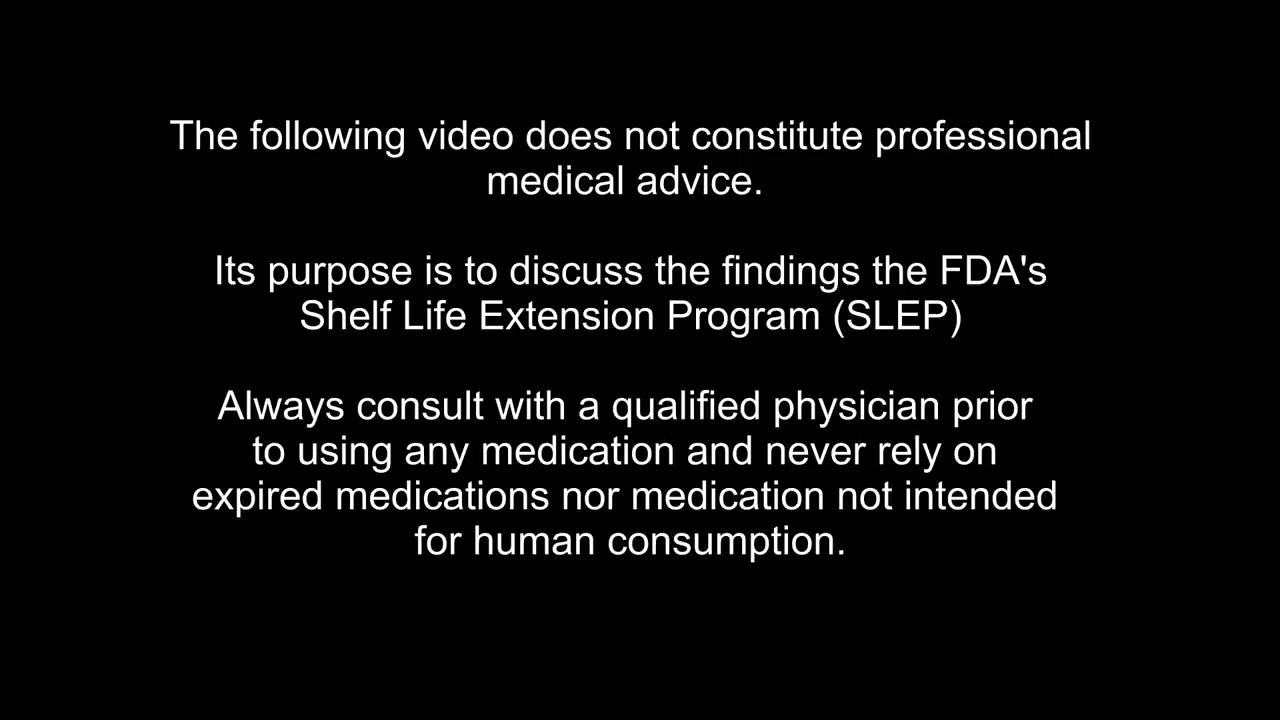 The following video does not constitute professional
medical advice.
Its purpose is to discuss the findings the FDA's
Shelf Life Extension Program (SLEP)
Always consult with a qualified physician prior
to using any medication and never rely on
expired medications nor medication not intended
for human consumption.